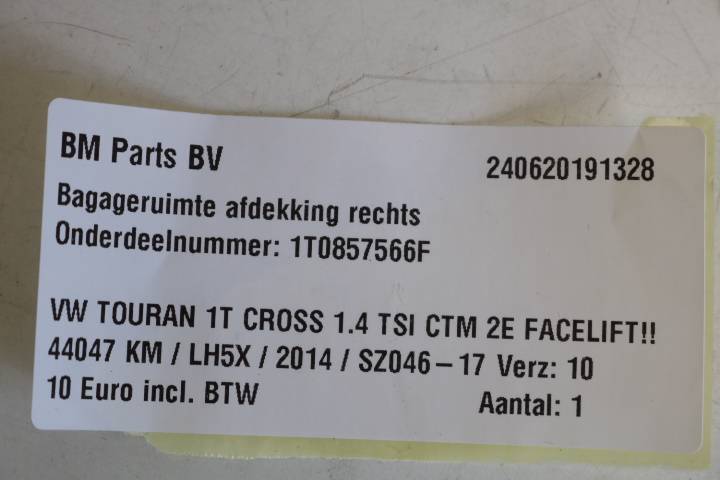 BM Parts BV 240620191328
Bagageruimte afdekking rechts
Onderdeelnummer: 1T0857566F
VW TOURAN 1T CROSS 1.4 TSI CTM 2E FACELIFT!!
44047 KM / LH5X / 2014 / SZ046-17 Verz: 10
10 Euro incl. BTW Aantal: 1